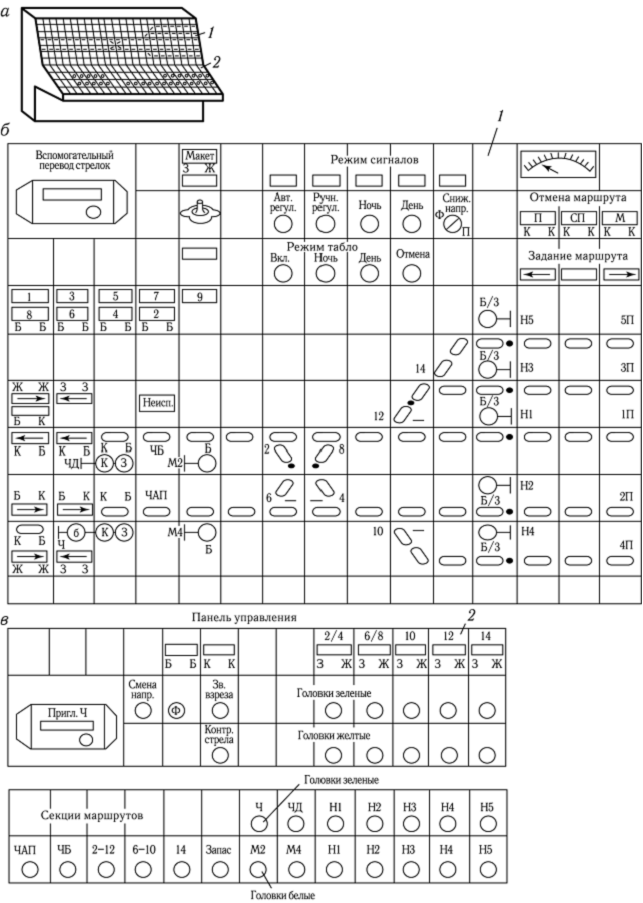 а
1
2
б
1
Вспомогательный
перевод стрелок
Макет
З Ж
Режим сигналов
Авт.
регул.
Ручн.
регул.
Ночь
День
Сниж.
напр.
Ф
П
Отмена маршрута
П СП М
К К К К К К
Режим табло
Вкл. Ночь День Отмена
Задание маршрута
1 3 5 7 9
8 6 4 2
Б Б Б Б Б Б Б Б
Б/З
Н5 5П
14
Б/З
Н3 3П
Ж Ж З З
Неисп.
Б К
12
Б/З
Н1 1П
К Б К Б К Б ЧБ Б
ЧД К З М2
2 8
Б К Б К К Б ЧАП
6 4
Н2 2П
Б/З
К Б Ч б К З М4 Б
10
Н4 4П
Б/З
Ж Ж З З
в
Панель управления
2
2/4 6/8 10 12 14
Б Б К К З Ж З Ж З Ж З Ж З Ж
Пригл. Ч
Смена
напр.
Ф
Зв.
взреза
Головки зеленые
Контр.
стрела
Головки желтые
Головки зеленые
Секции маршрутов
Ч ЧД Н1 Н2 Н3 Н4 Н5
ЧАП ЧБ 2–12 6–10 14 Запас М2 М4 Н1 Н2 Н3 Н4 Н5
Головки белые